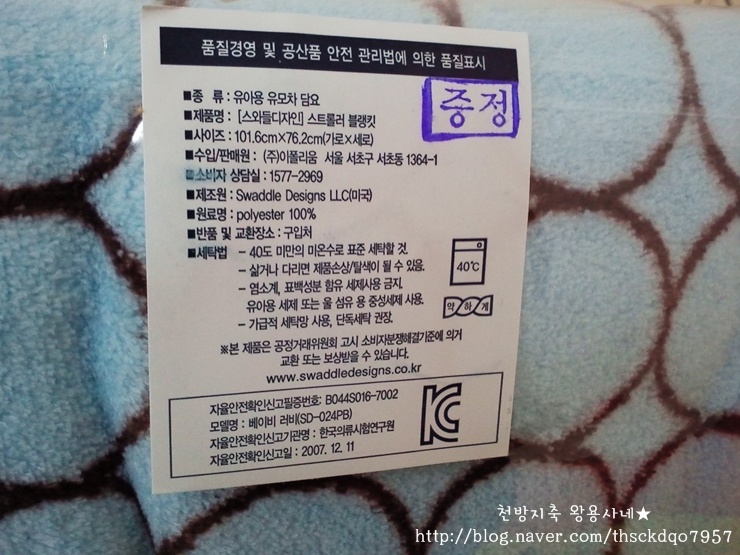 품질경영 및 공산품 안전 관리법에 의한 품질표시
증정
■종 류 : 유아용 유모차 담요
■제품명 : [스와들디자인] 스트롤러 블랭킷
■사이즈 : 101.6cm×76.2cm(가로×세로)
■수입/판매원 : (주)이폴리움 서울 서초구 서초동 1364-1
■소비자 상담실 : 1577-2969
■제조원 : Swaddle Designs LLC(미국)
■원료명 : polyester 100%
■반품 및 교환장소 : 구입처
■세탁법 - 40도 미만의 미온수로 표준 세탁할 것.
- 삶거나 다리면 제품손상/탈색이 될 수 있음.
- 염소계, 표백성분 함유 세제사용 금지.
유아용 세제 또는 울 섬유 용 중성세제 사용.
- 가급적 세탁망 사용, 단독세탁 권장.
40℃
약하게
※본 제품은 공정거래위원회 고시 소비자분쟁해결기준에 의거
교환 또는 보상받을 수 있습니다.
www.swaddledesigns.co.kr
자율안전확인신고필증번호: B044S016-7002
모델명 : 베이비 러비(SD-024PB)
자율안전확인신고기관명 : 한국의류시험연구원
자율안전확인신고일 : 2007. 12. 11
KC
천방지축 왕용사네★
http://blog.naver.com/thsckdqo7957